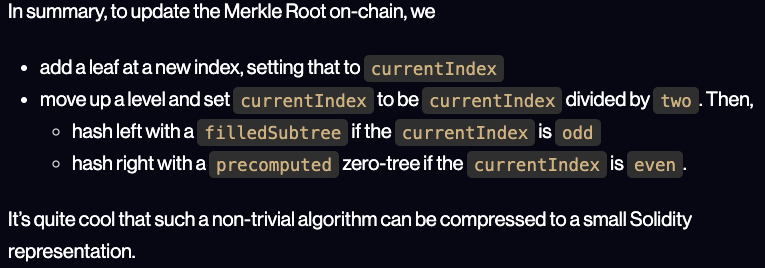 In summary, to update the Merkle Root on-chain, we
• add a leaf at a new index, setting that to currentIndex
• move up a level and set currentIndex to be currentIndex divided by two. Then,
◦ hash left with a filledSubtree if the currentIndex is odd
◦ hash right with a precomputed zero-tree if the currentIndex is even.
It’s quite cool that such a non-trivial algorithm can be compressed to a small Solidity
representation.